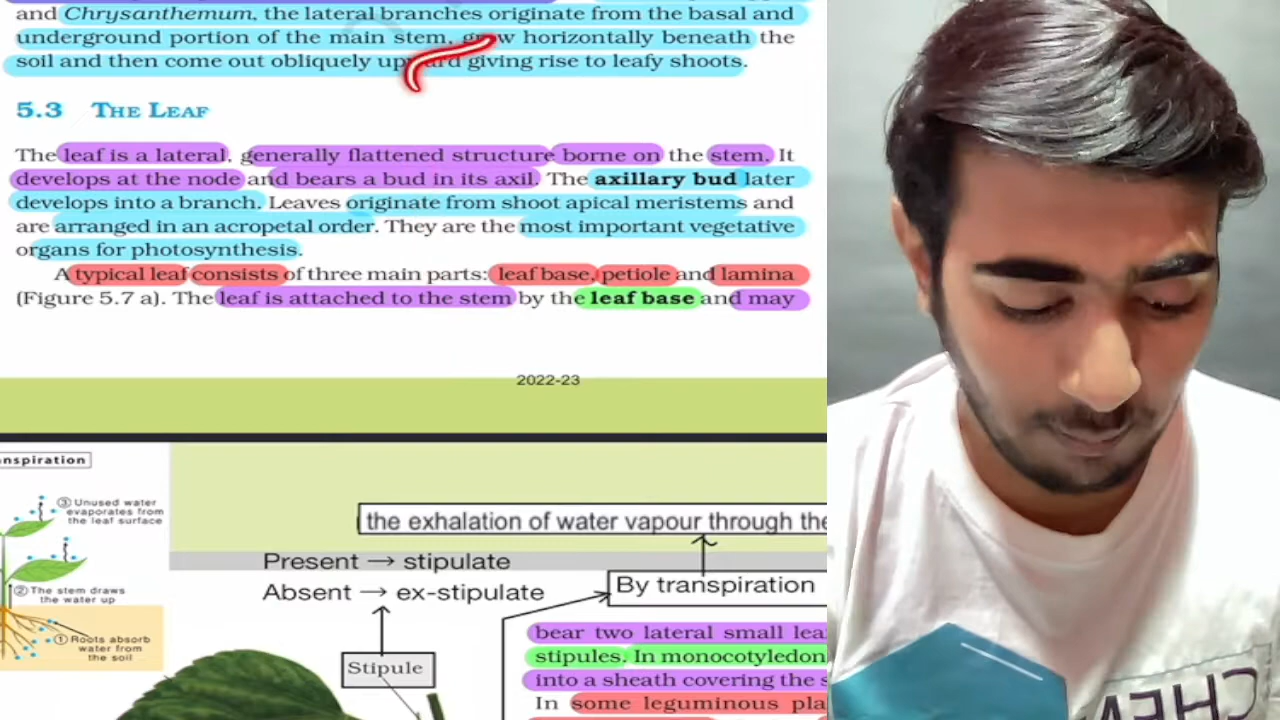 and Chrysanthemum, the lateral branches originate from the basal and
underground portion of the main stem, grow horizontally beneath the
soil and then come out obliquely upward giving rise to leafy shoots.
5.3 THE LEAF
The leaf is a lateral, generally flattened structure borne on the stem. It
develops at the node and bears a bud in its axil. The axillary bud later
develops into a branch. Leaves originate from shoot apical meristems and
are arranged in an acropetal order. They are the most important vegetative
organs for photosynthesis.
A typical leaf consists of three main parts: leaf base, petiole and lamina
(Figure 5.7 a). The leaf is attached to the stem by the leaf base and may
2022-23
nspiration
③ Unused water
evaporates from
the leaf surface
② The stem draws
the water up
① Roots absorb
water from
the soil
the exhalation of water vapour through the
Present → stipulate
Absent → ex-stipulate
By transpiration
Stipule
bear two lateral small lea
stipules. In monocotyledon
into a sheath covering the s
In some leguminous pla